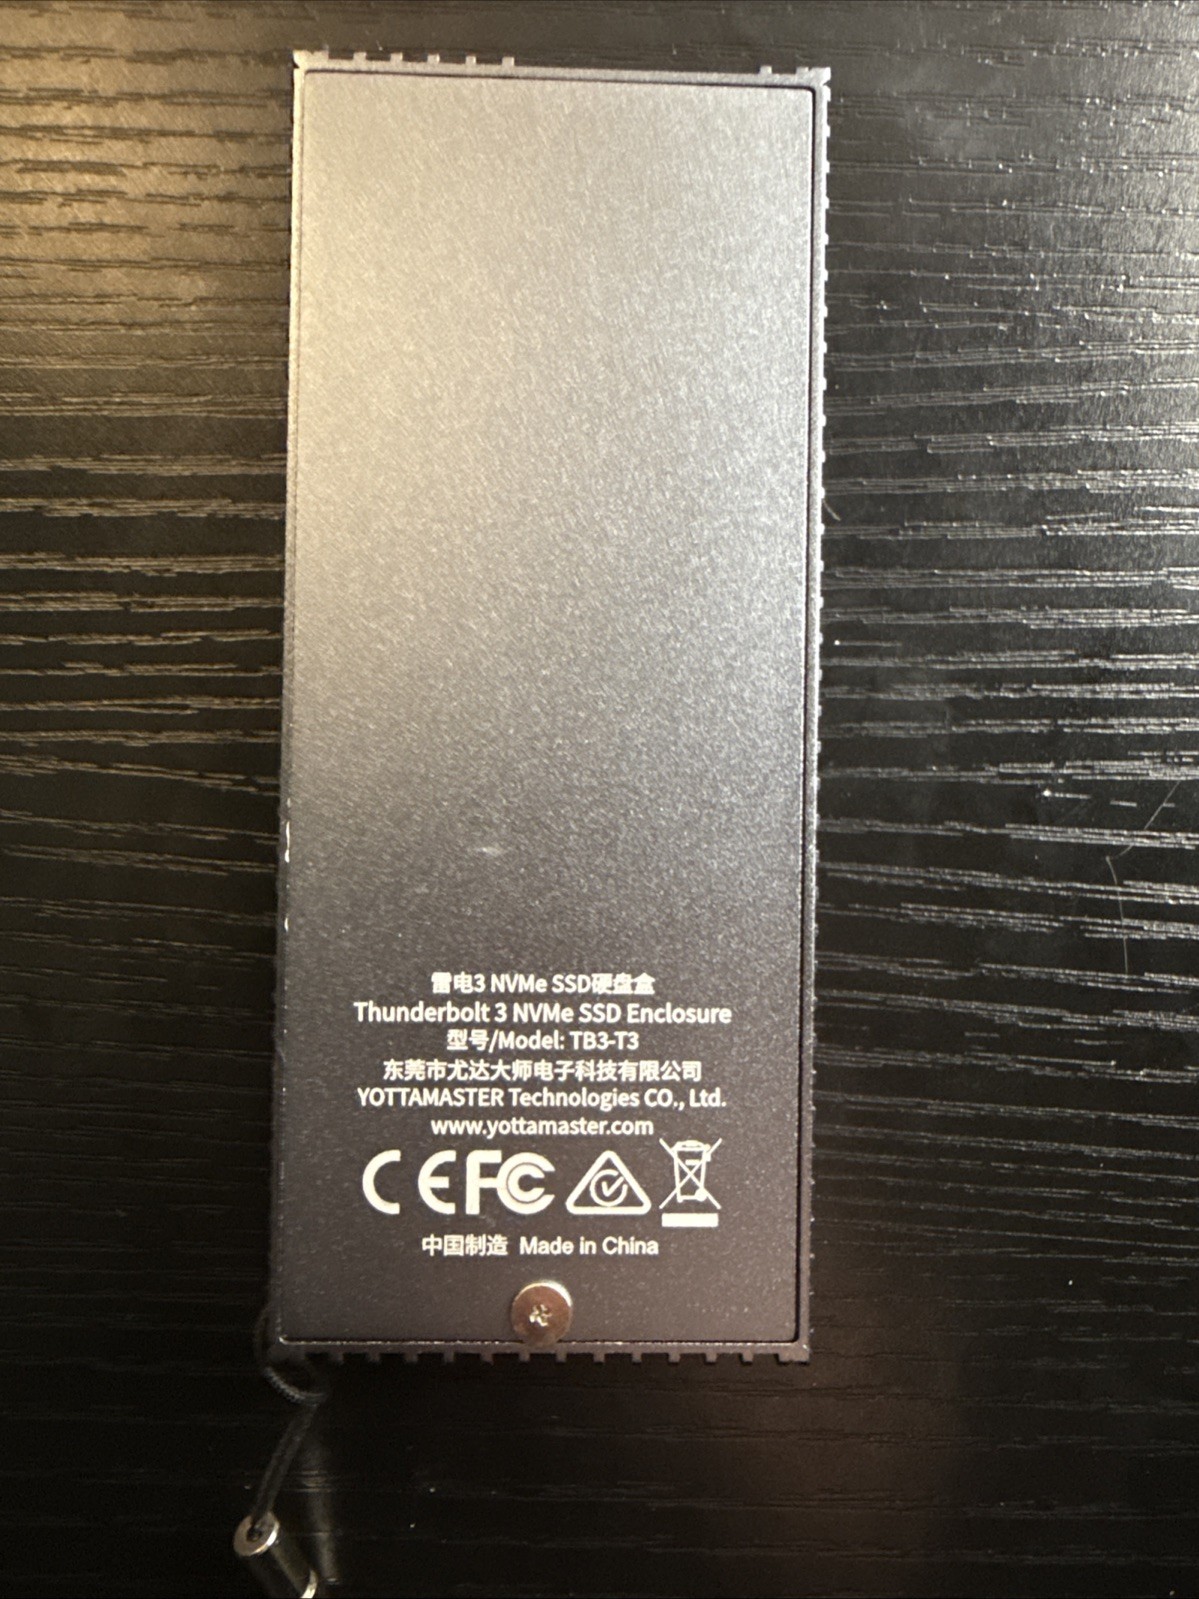 雷电3 NVMe SSD硬盘盒
Thunderbolt 3 NVMe SSD Enclosure
型号/Model: TB3-T3
东莞市尤达大师电子科技有限公司
YOTTAMASTER Technologies CO., Ltd.
www.yottamaster.com
CE FC
中国制造 Made in China